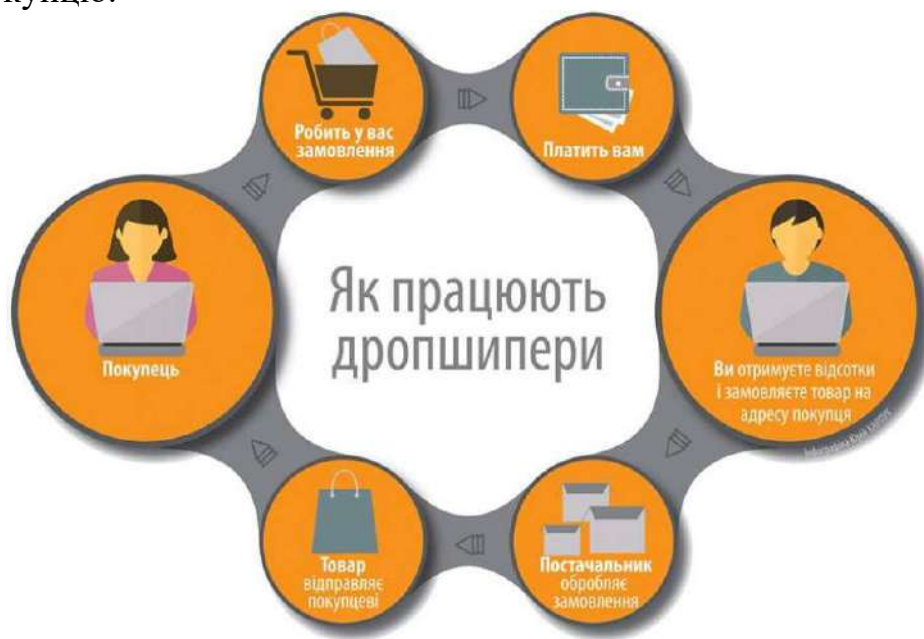 Робить у вас
замовлення
Платить вам
Як працюють
дропшипери
Покупець
Ви отримуєте відсотки
і замовляєте товар на
адресу покупця
Товар
відправляє
покупцеві
Постачальник
обробляє
замовлення